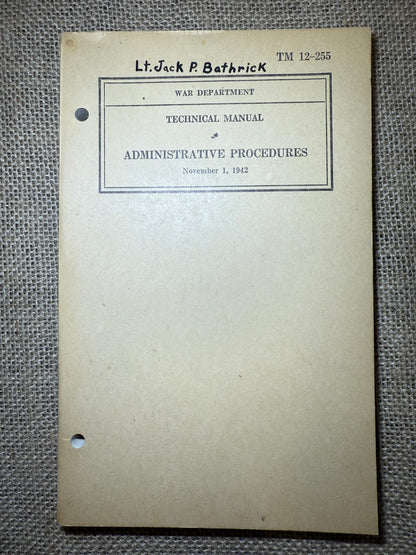 TM 12-255
Lt. Jack P. Bathrick
WAR DEPARTMENT
TECHNICAL MANUAL
ADMINISTRATIVE PROCEDURES
November 1, 1942